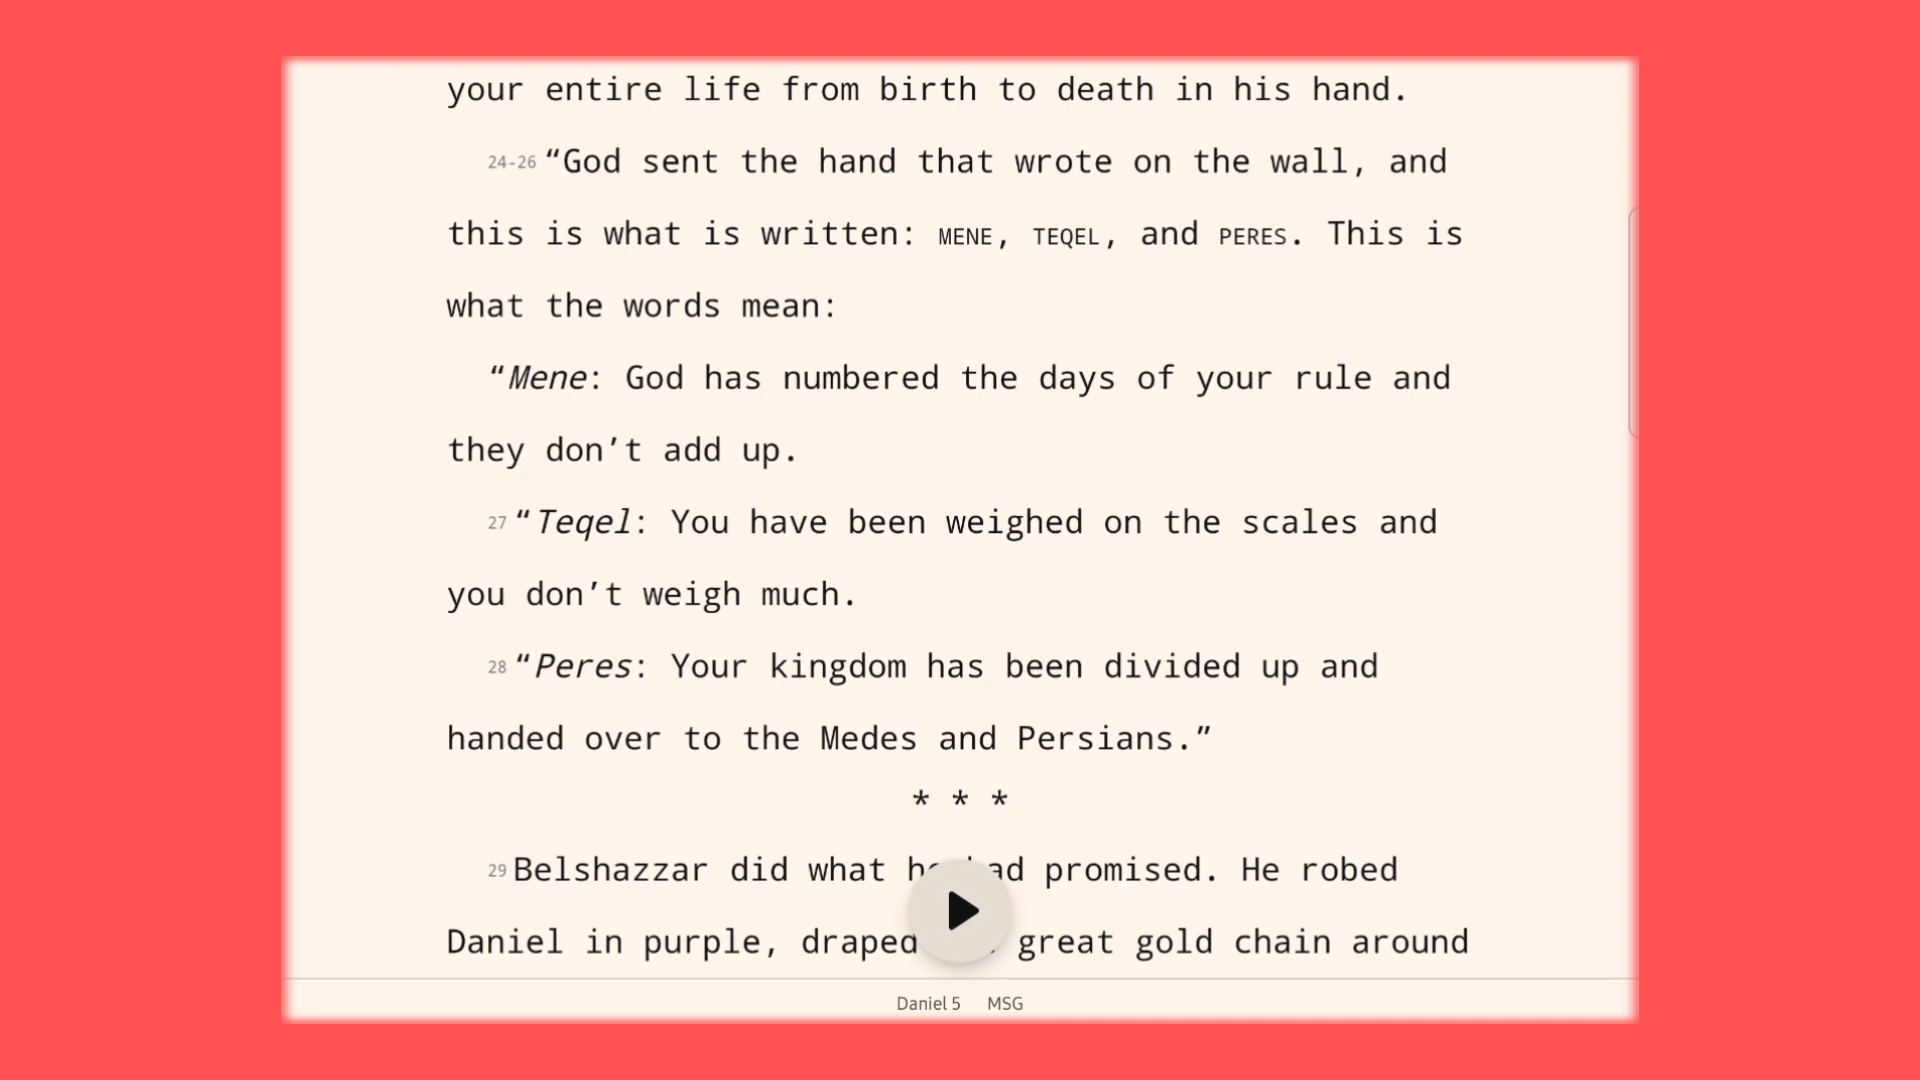 your entire life from birth to death in his hand.
24-26 “God sent the hand that wrote on the wall, and
this is what is written: MENE, TEQEL, and PERES. This is
what the words mean:
“Mene: God has numbered the days of your rule and
they don’t add up.
27 “Teqel: You have been weighed on the scales and
you don’t weigh much.
28 “Peres: Your kingdom has been divided up and
handed over to the Medes and Persians.”
* * *
29 Belshazzar did what promised. He robed
Daniel in purple, draped great gold chain around
Daniel 5 MSG